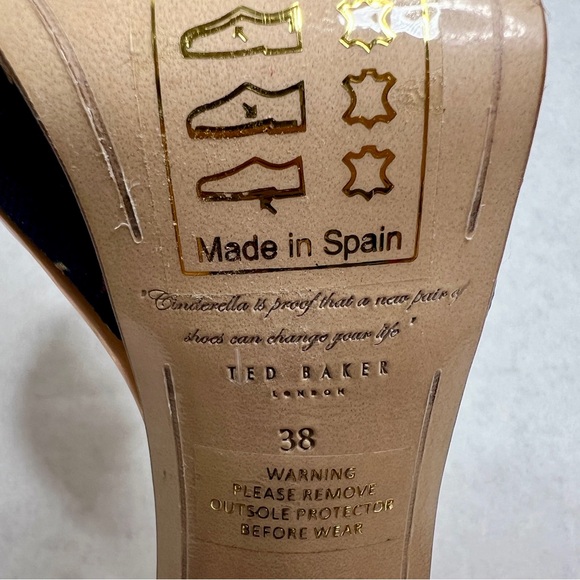 Made in Spain
"Cinderella is proof that a new pair of
shoes can change your life"
TED BAKER
LONDON
38
WARNING
PLEASE REMOVE
OUTSOLE PROTECTOR
BEFORE WEAR